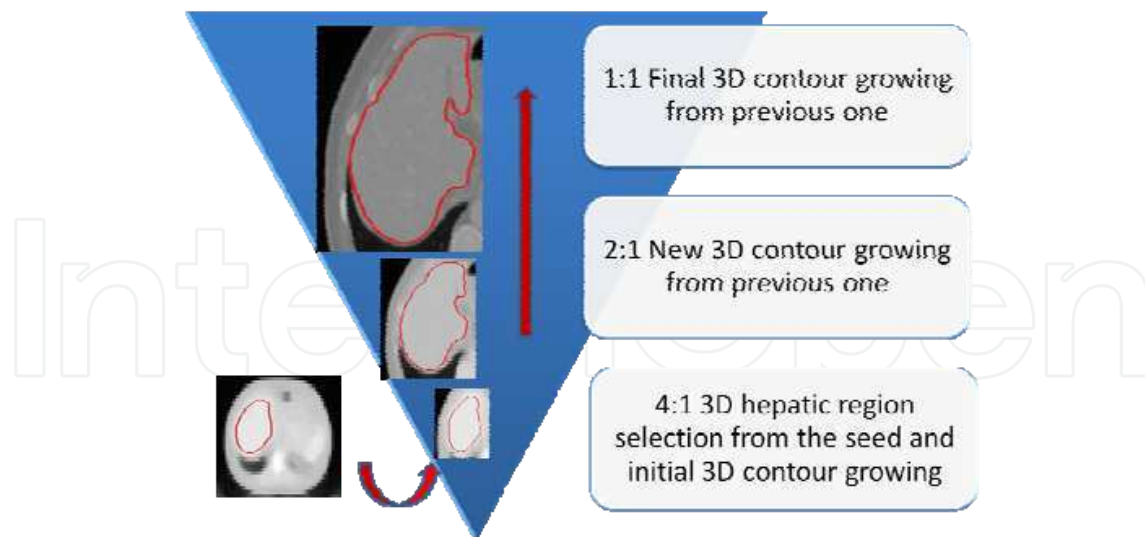 1:1 Final 3D contour growing
from previous one
2:1 New 3D contour growing
from previous one
4:1 3D hepatic region
selection from the seed and
initial 3D contour growing